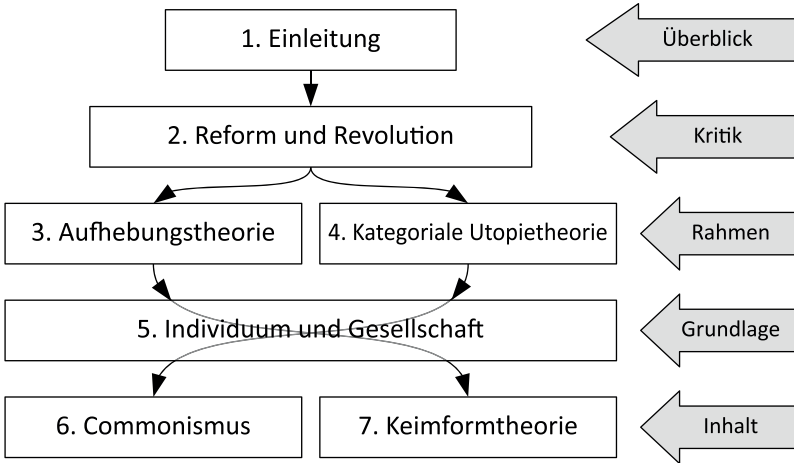 1. Einleitung
Überblick
2. Reform und Revolution
Kritik
3. Aufhebungstheorie
4. Kategoriale Utopietheorie
Rahmen
5. Individuum und Gesellschaft
Grundlage
6. Commonismus
7. Keimformtheorie
Inhalt